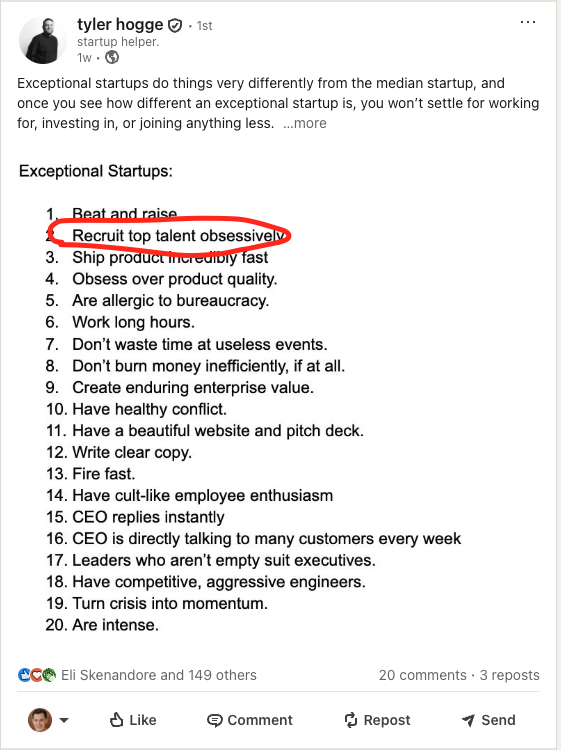 tyler hogge • 1st
startup helper.
1w •
Exceptional startups do things very differently from the median startup, and
once you see how different an exceptional startup is, you won’t settle for working
for, investing in, or joining anything less. ...more
Exceptional Startups:
1. Beat and raise
2. Recruit top talent obsessively
3. Ship product incredibly fast
4. Obsess over product quality.
5. Are allergic to bureaucracy.
6. Work long hours.
7. Don’t waste time at useless events.
8. Don’t burn money inefficiently, if at all.
9. Create enduring enterprise value.
10. Have healthy conflict.
11. Have a beautiful website and pitch deck.
12. Write clear copy.
13. Fire fast.
14. Have cult-like employee enthusiasm
15. CEO replies instantly
16. CEO is directly talking to many customers every week
17. Leaders who aren’t empty suit executives.
18. Have competitive, aggressive engineers.
19. Turn crisis into momentum.
20. Are intense.
Eli Skenandore and 149 others 20 comments · 3 reposts
Like Comment Repost Send